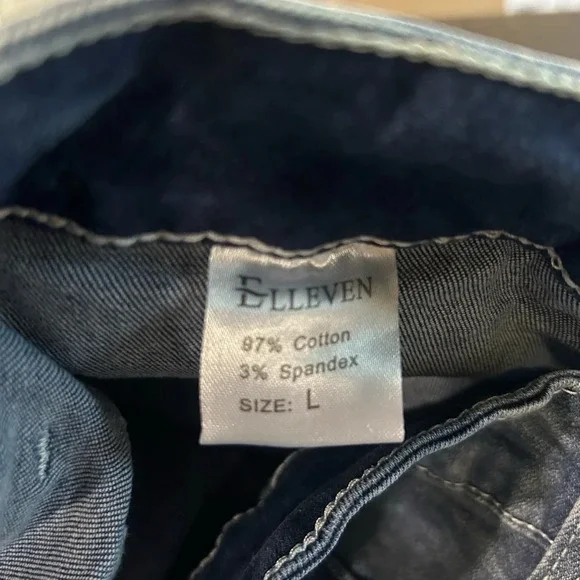 ELLEVEN
97% Cotton
3% Spandex
SIZE: L